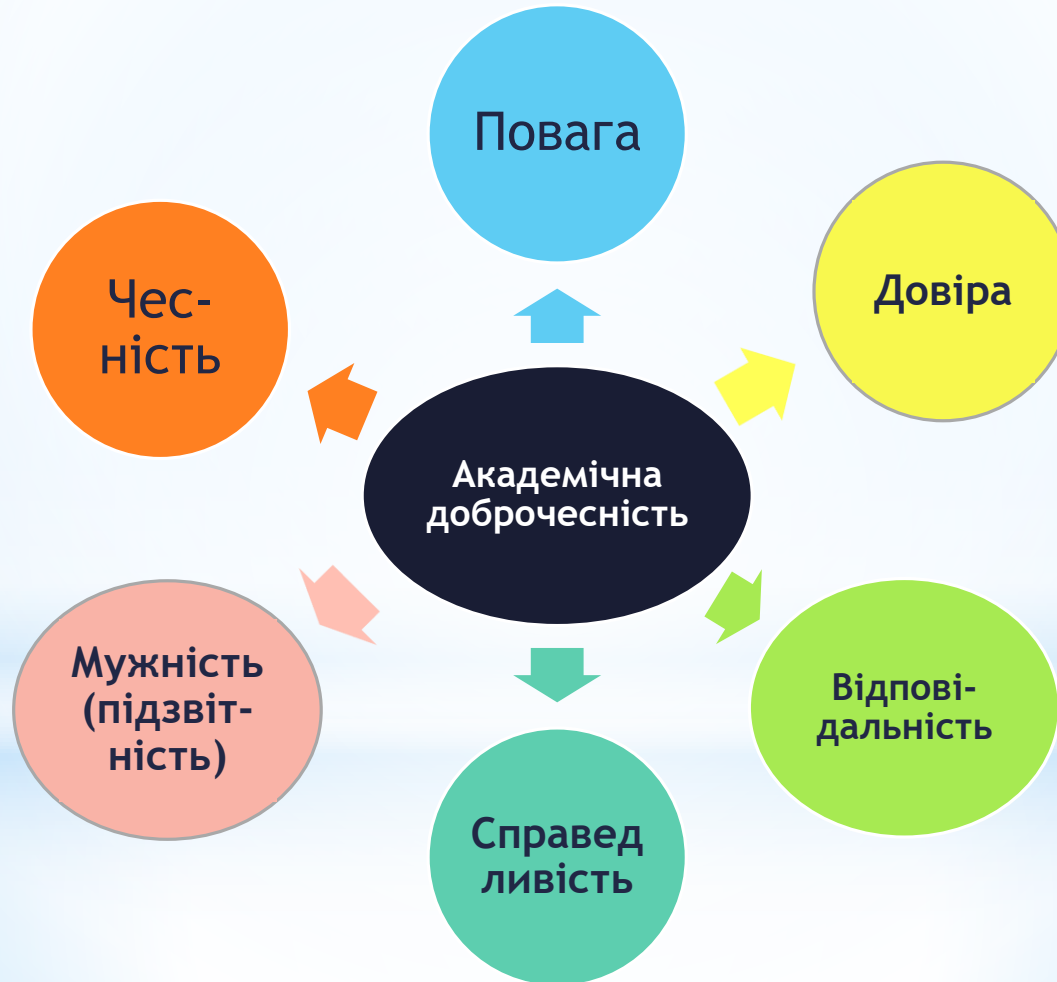 Повага
Довіра
Чес-
ність
Академічна
доброчесність
Мужність
(підзвіт-
ність)
Відпові-
дальність
Справед
ливість